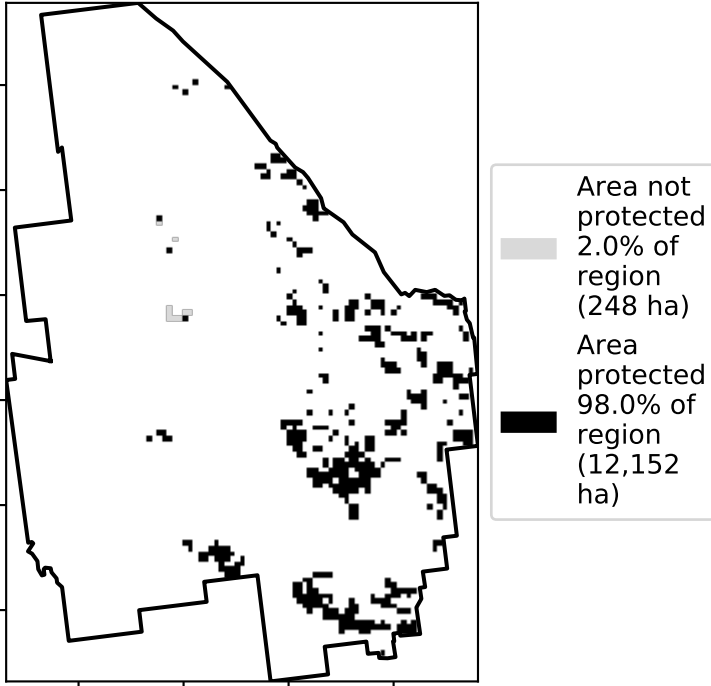 Area not
protected
2.0% of
region
(248 ha)
Area
protected
98.0% of
region
(12,152
ha)